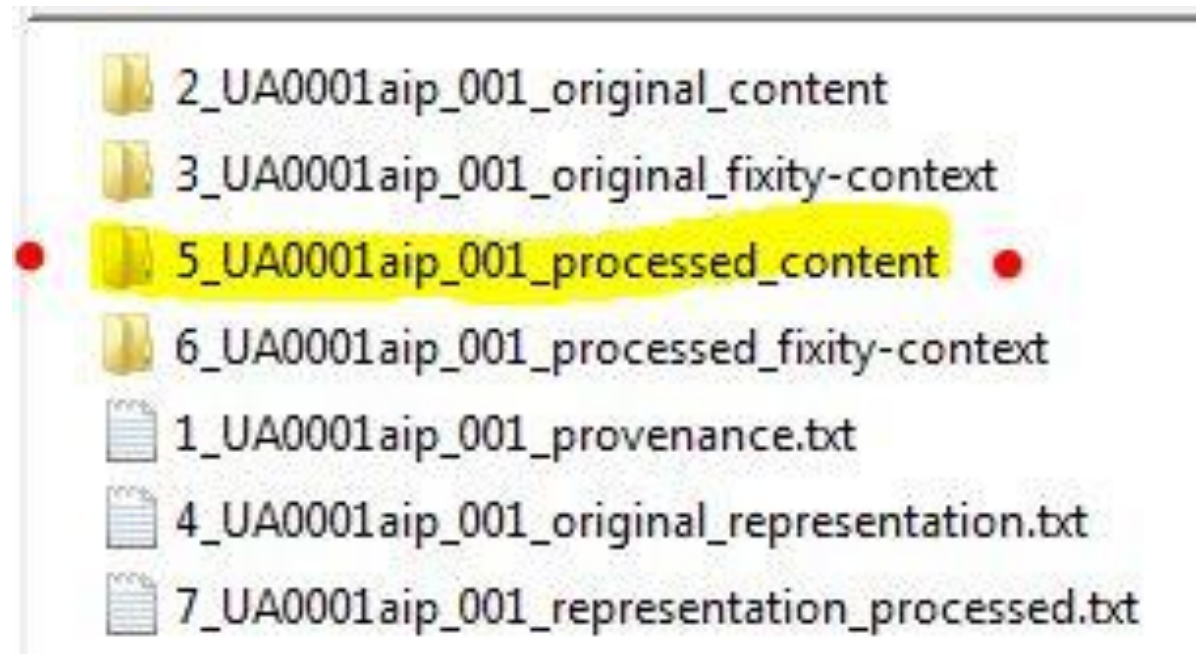 2_UA0001aip_001_original_content
3_UA0001aip_001_original_fixity-context
5_UA0001aip_001_processed_content
6_UA0001aip_001_processed_fixity-context
1_UA0001aip_001_provenance.txt
4_UA0001aip_001_original_representation.txt
7_UA0001aip_001_representation_processed.txt